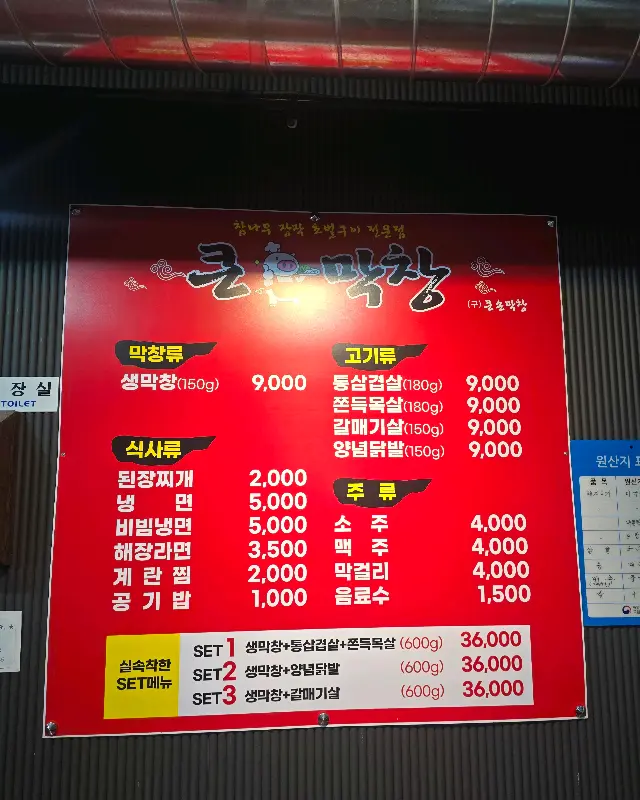 참나무 장작 초벌구이 전문점
큰 막창
(구) 큰손막창
막창류
생막창(150g) 9,000
고기류
통삼겹살(180g) 9,000
쫀득목살(180g) 9,000
갈매기살(150g) 9,000
양념닭발(150g) 9,000
식사류
된장찌개 2,000
냉 면 5,000
비빔냉면 5,000
해장라면 3,500
계 란 찜 2,000
공 기 밥 1,000
주 류
소 주 4,000
맥 주 4,000
막걸리 4,000
음료수 1,500
실속착한
SET메뉴
SET 1 생막창+통삼겹살+쫀득목살 (600g) 36,000
SET 2 생막창+양념닭발 (600g) 36,000
SET 3 생막창+갈매기살 (600g) 36,000
장 실
TOILET
원산지 표
품 목